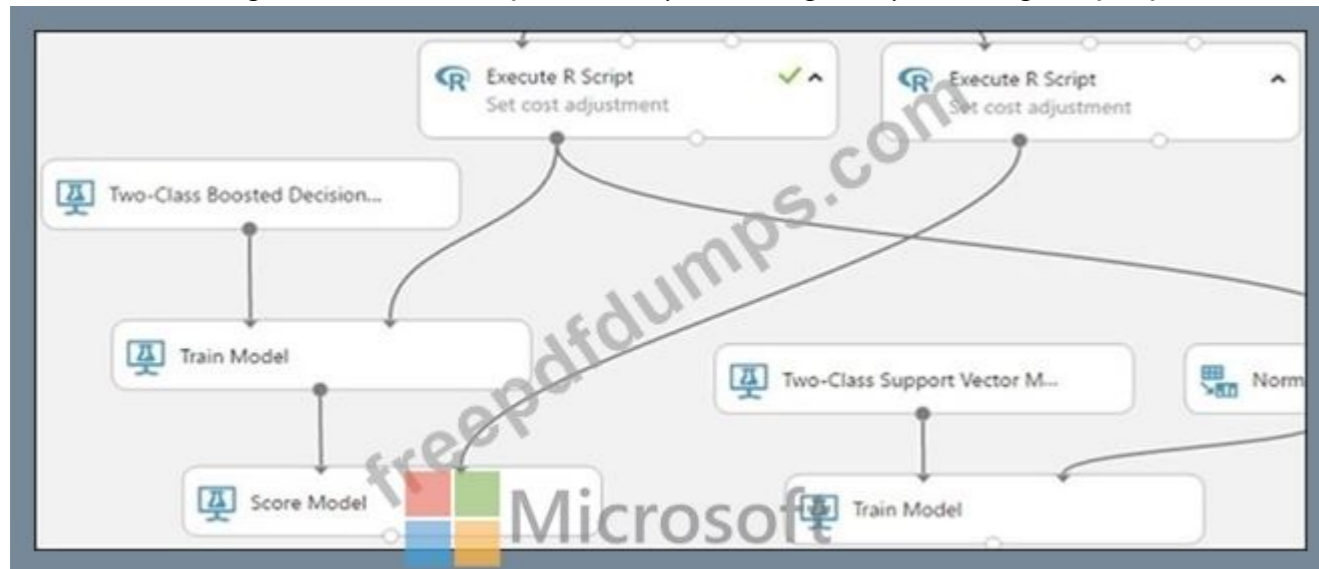 Execute R Script
Set cost adjustment
Execute R Script
Set cost adjustment
Two-Class Boosted Decision...
Train Model
Two-Class Support Vector M...
Norm
Score Model
Train Model
freepdfdumps.com
Microsoft